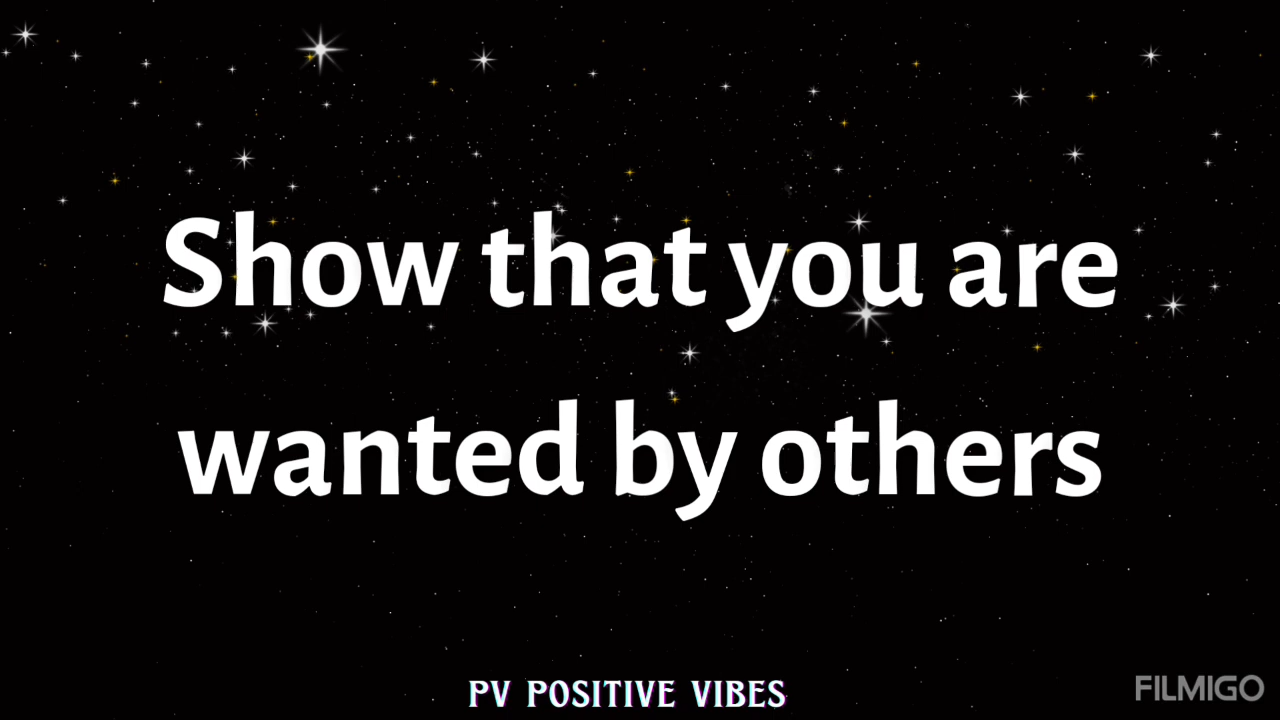 Show that you are
wanted by others
PV POSITIVE VIBES
FILMIGO